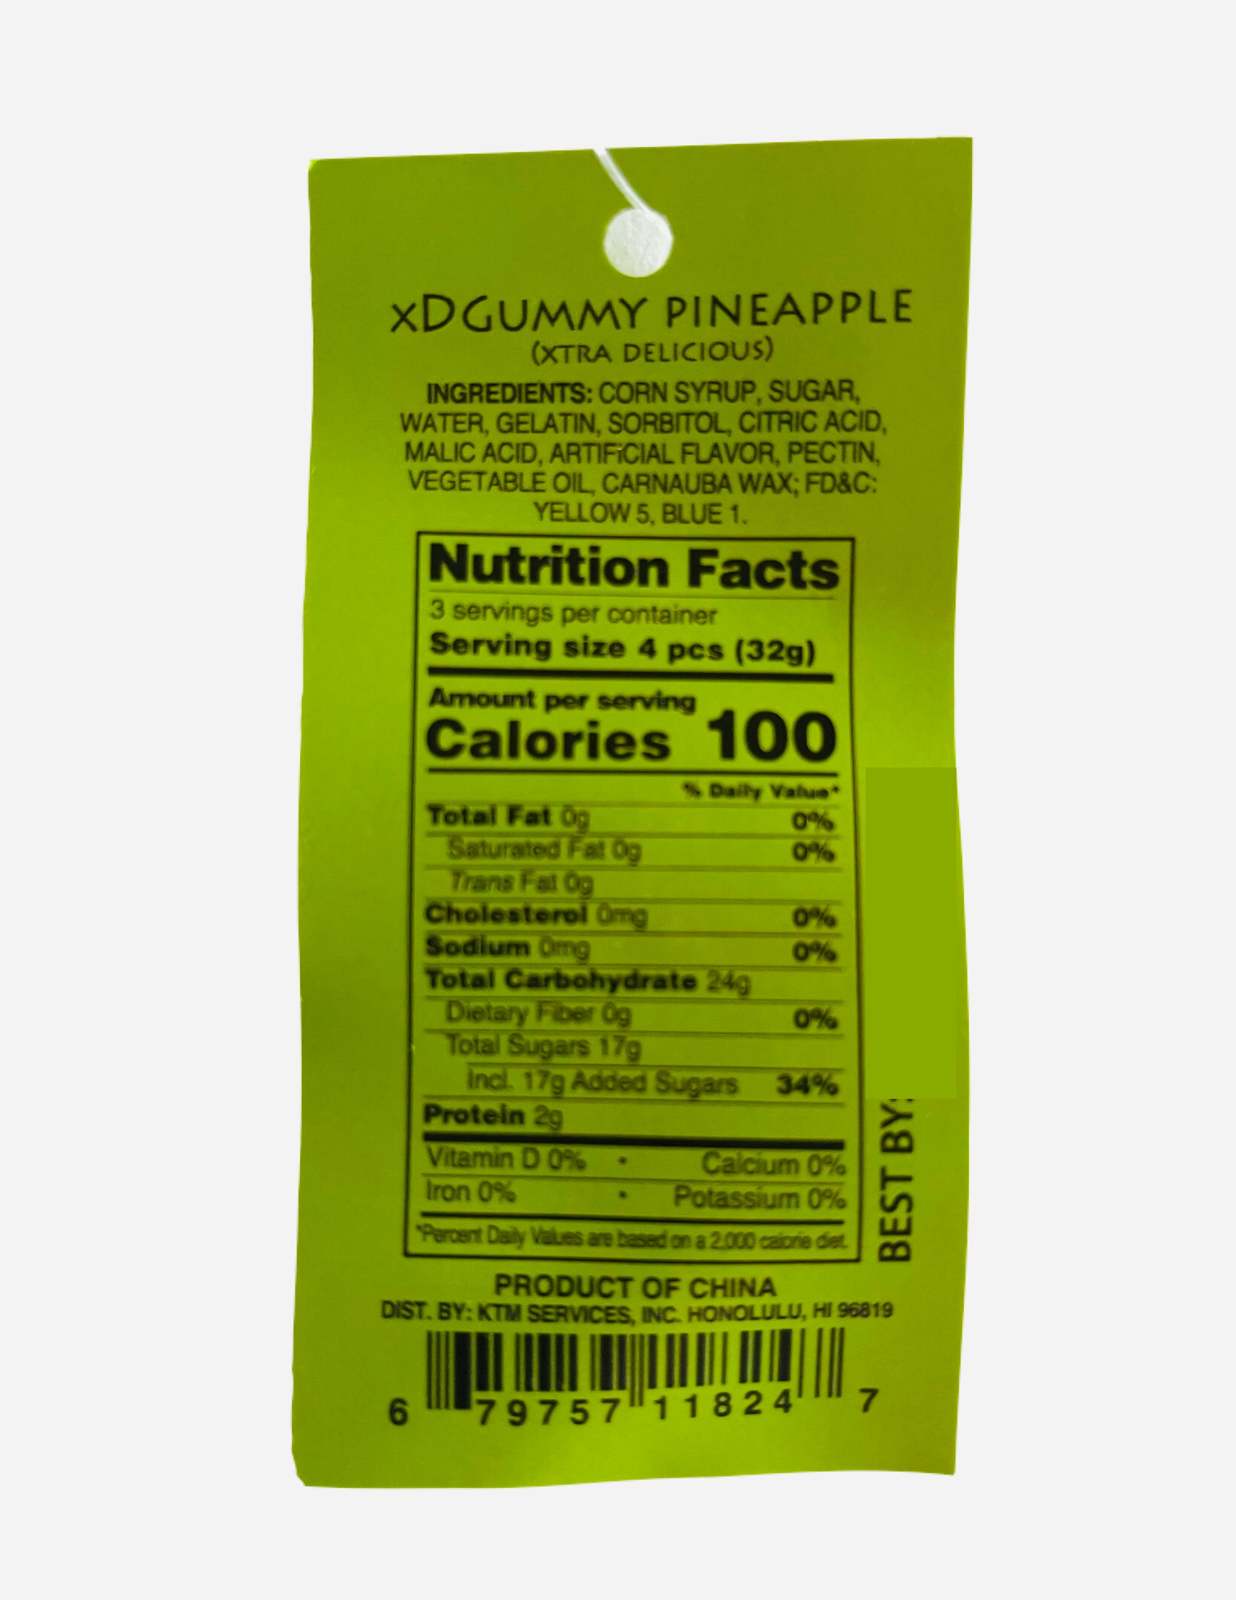 xDGUMMY PINEAPPLE
(XTRA DELICIOUS)
INGREDIENTS: CORN SYRUP, SUGAR,
WATER, GELATIN, SORBITOL, CITRIC ACID,
MALIC ACID, ARTIFiCIAL FLAVOR, PECTIN,
VEGETABLE OIL, CARNAUBA WAX; FD&C:
YELLOW 5, BLUE 1.
Nutrition Facts
3 servings per container
Serving size 4 pcs (32g)
Amount per serving
Calories 100
% Daily Value*
Total Fat 0g 0%
Saturated Fat 0g 0%
Trans Fat 0g
Cholesterol 0mg 0%
Sodium 0mg 0%
Total Carbohydrate 24g
Dietary Fiber 0g 0%
Total Sugars 17g
Incl. 17g Added Sugars 34%
Protein 2g
Vitamin D 0% • Calcium 0%
Iron 0% • Potassium 0%
*Percent Daily Values are based on a 2,000 calorie diet.
BEST BY:
PRODUCT OF CHINA
DIST. BY: KTM SERVICES, INC. HONOLULU, HI 96819
6 79757 11824 7